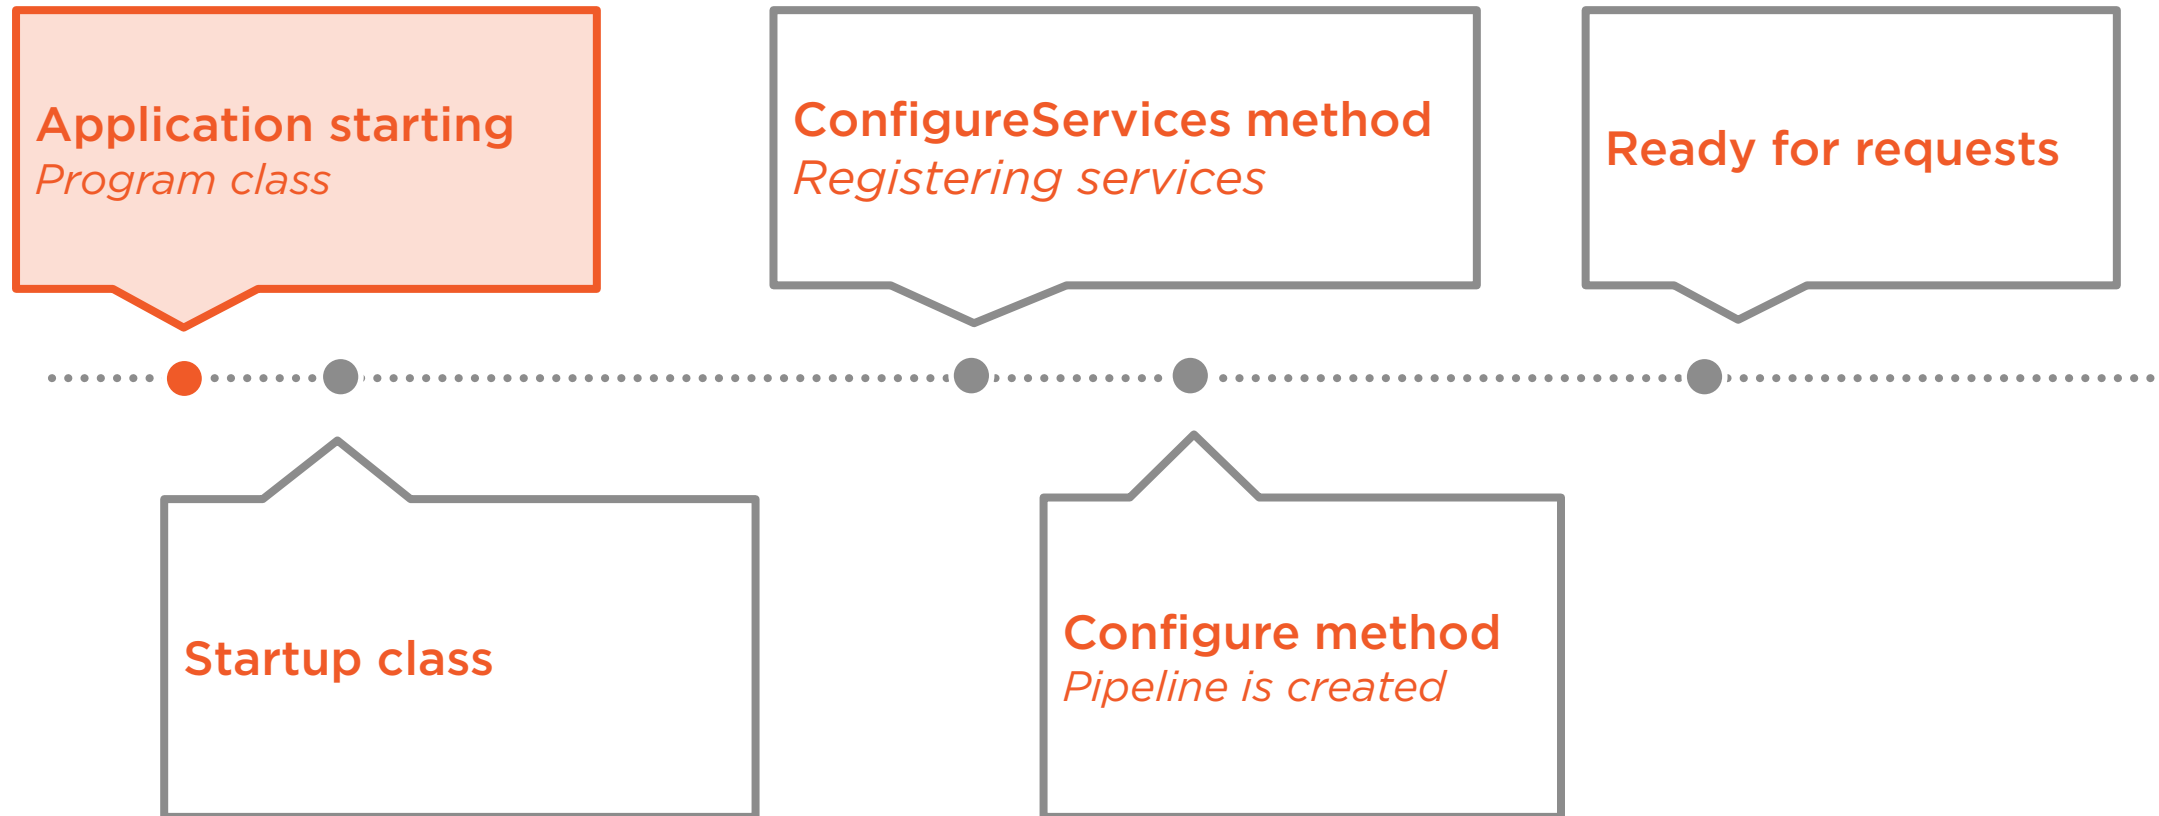 Application starting
Program class
ConfigureServices method
Registering services
Ready for requests
Startup class
Configure method
Pipeline is created